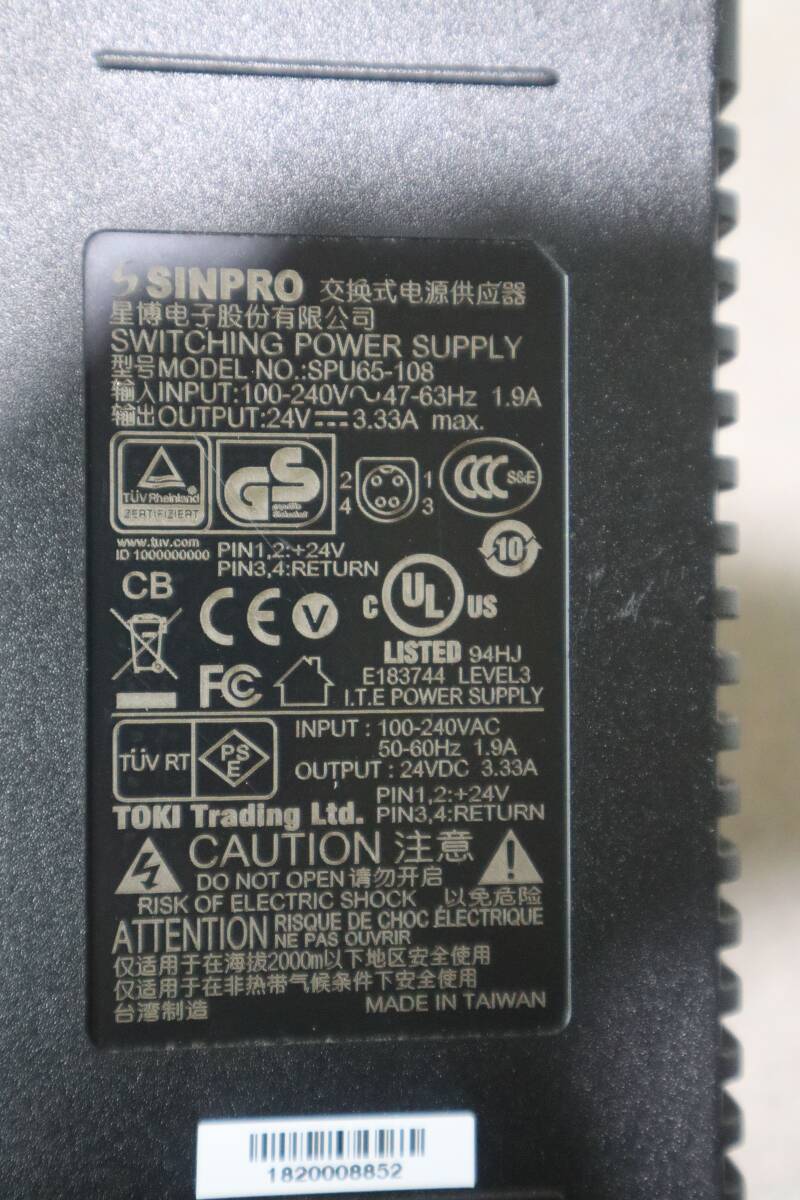 SINPRO 交换式电源供应器
星博电子股份有限公司
SWITCHING POWER SUPPLY
型号MODEL NO.:SPU65-108
输入INPUT:100-240V～47-63Hz 1.9A
输出OUTPUT:24V⎓3.33A max.
TÜVRheinland
ZERTIFIZIERT
GS
geprüfte
Sicherheit
2 1
4 3
CCC S&E
www.tuv.com
ID 1000000000
PIN1,2:+24V
PIN3,4:RETURN
10
CB
CE V
C UL US
LISTED 94HJ
E183744 LEVEL3
I.T.E POWER SUPPLY
FC
TÜV RT
PSE
INPUT : 100-240VAC
50-60Hz 1.9A
OUTPUT : 24VDC 3.33A
PIN1,2:+24V
PIN3,4:RETURN
TOKI Trading Ltd.
CAUTION 注意
DO NOT OPEN 请勿开启
RISK OF ELECTRIC SHOCK 以免危险
ATTENTION RISQUE DE CHOC ÉLECTRIQUE
NE PAS OUVRIR
仅适用于在海拔2000m以下地区安全使用
仅适用于在非热带气候条件下安全使用
台湾制造 MADE IN TAIWAN
1820008852